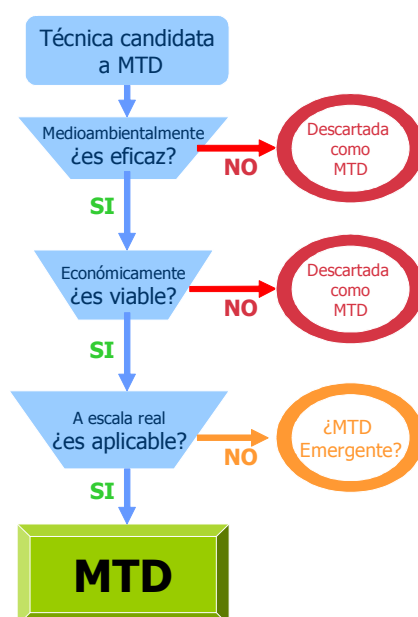 Técnica candidata
a MTD
Medioambientalmente
¿es eficaz?
NO
Descartada
como
MTD
SI
Económicamente
¿es viable?
NO
Descartada
como
MTD
SI
A escala real
¿es aplicable?
NO
¿MTD
Emergente?
SI
MTD